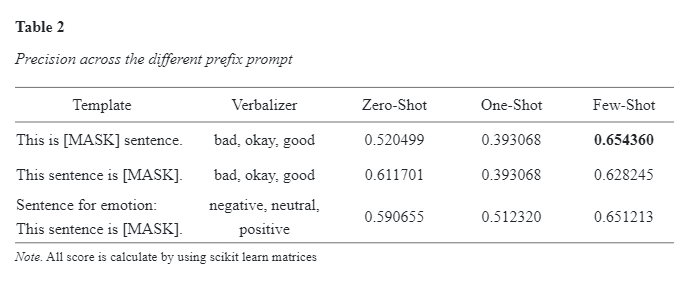 Table 2
Precision across the different prefix prompt
Template Verbalizer Zero-Shot One-Shot Few-Shot
This is [MASK] sentence. bad, okay, good 0.520499 0.393068 0.654360
This sentence is [MASK]. bad, okay, good 0.611701 0.393068 0.628245
Sentence for emotion: negative, neutral,
This sentence is [MASK]. positive 0.590655 0.512320 0.651213
Note. All score is calculate by using scikit learn matrices